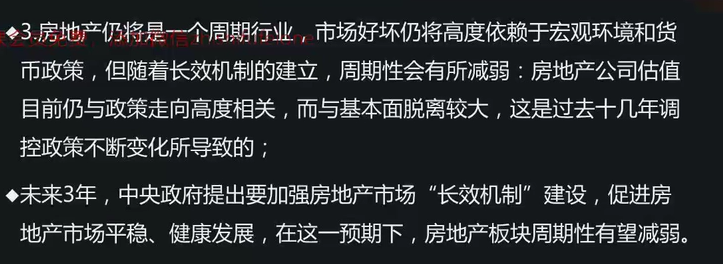 ◆3.房地产仍将是一个周期行业，市场好坏仍将高度依赖于宏观环境和货
币政策，但随着长效机制的建立，周期性会有所减弱：房地产公司估值
目前仍与政策走向高度相关，而与基本面脱离较大，这是过去十几年调
控政策不断变化所导致的；
◆未来3年，中央政府提出要加强房地产市场“长效机制”建设，促进房
地产市场平稳、健康发展，在这一预期下，房地产板块周期性有望减弱。